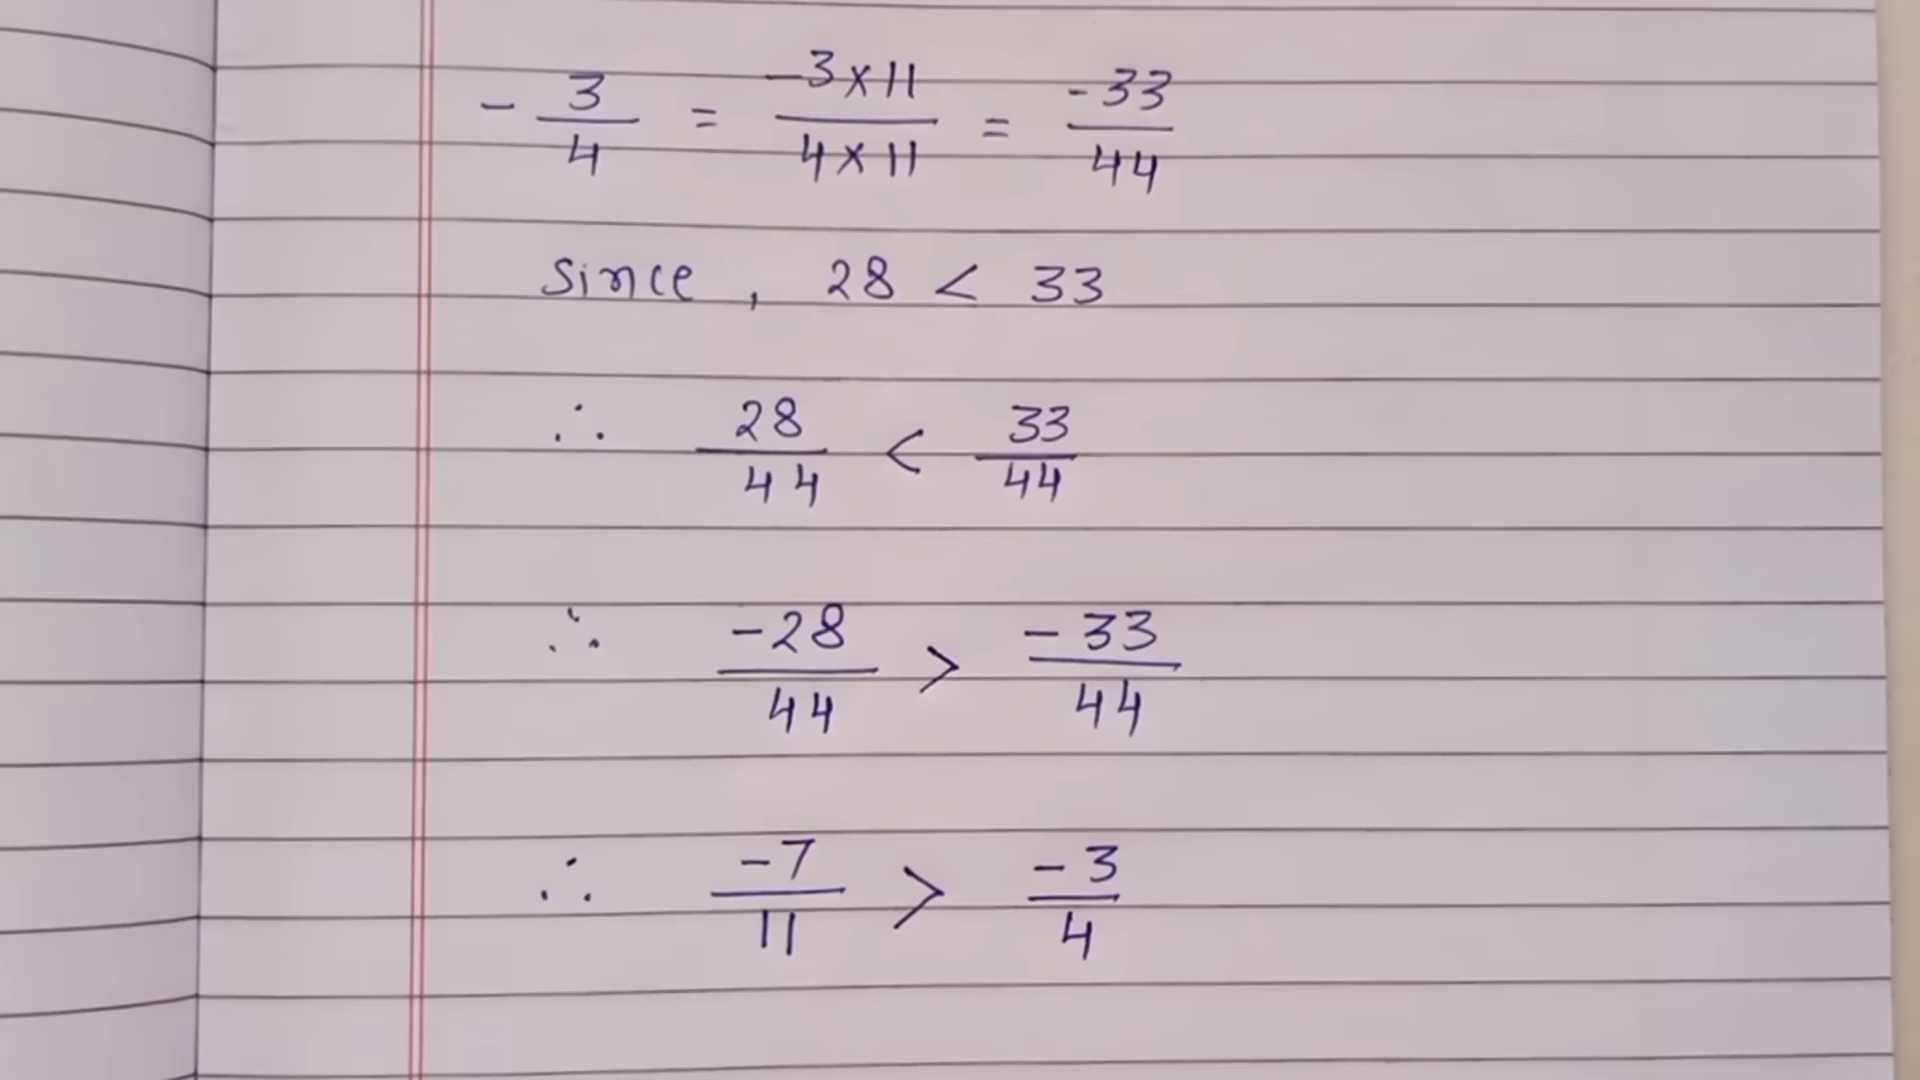 - 3/4 = -3×11/4×11 = -33/44
Since, 28 < 33
∴ 28/44 < 33/44
∴ -28/44 > -33/44
∴ -7/11 > -3/4